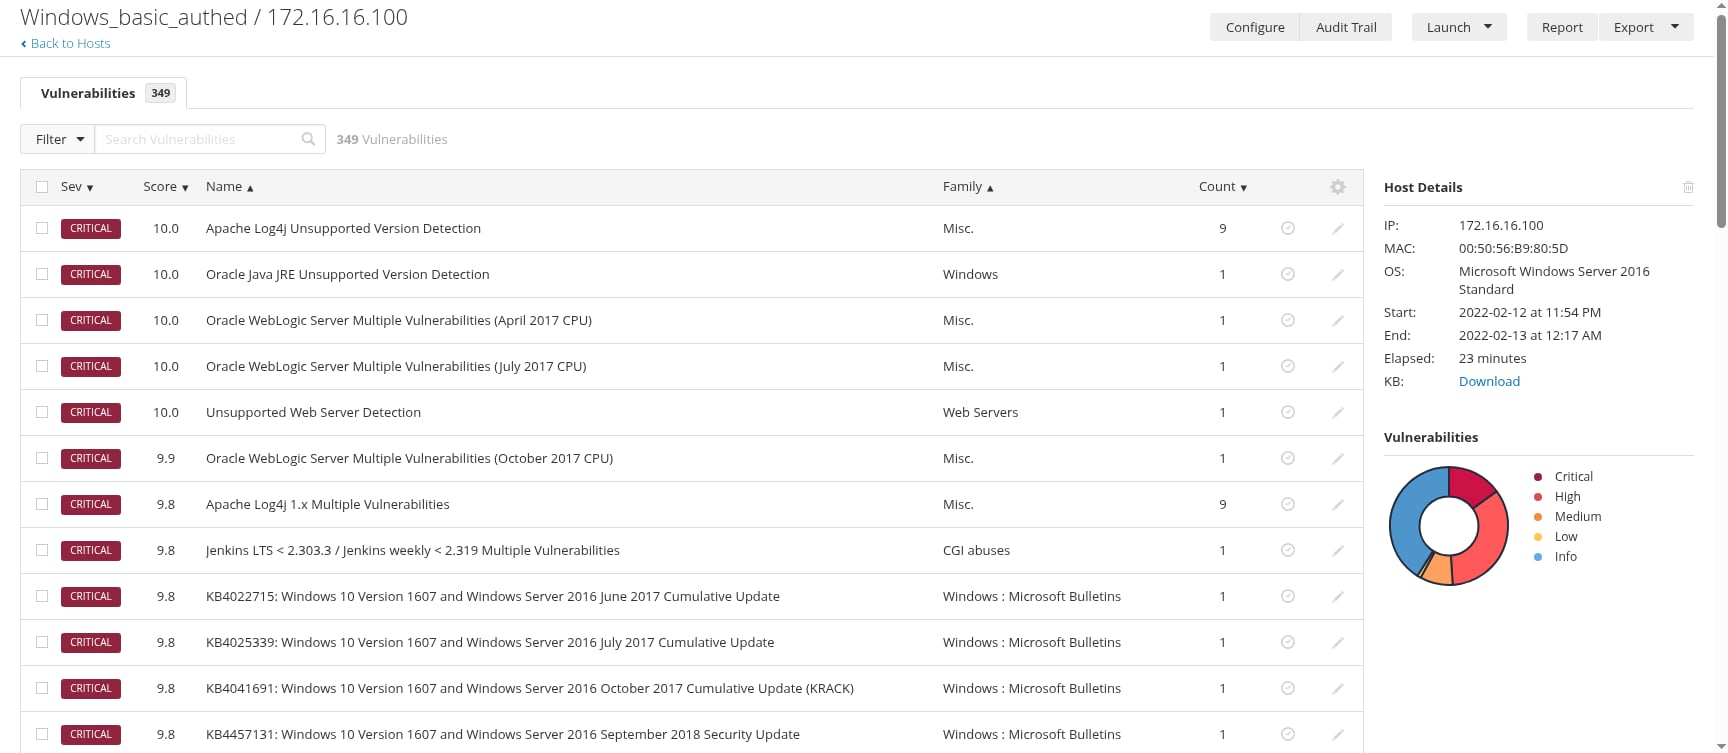 Windows_basic_authed / 172.16.16.100
Back to Hosts
Configure Audit Trail Launch Report Export
Vulnerabilities 349
Filter Search Vulnerabilities 349 Vulnerabilities
Sev Score Name Family Count
CRITICAL 10.0 Apache Log4j Unsupported Version Detection Misc. 9
CRITICAL 10.0 Oracle Java JRE Unsupported Version Detection Windows 1
CRITICAL 10.0 Oracle WebLogic Server Multiple Vulnerabilities (April 2017 CPU) Misc. 1
CRITICAL 10.0 Oracle WebLogic Server Multiple Vulnerabilities (July 2017 CPU) Misc. 1
CRITICAL 10.0 Unsupported Web Server Detection Web Servers 1
CRITICAL 9.9 Oracle WebLogic Server Multiple Vulnerabilities (October 2017 CPU) Misc. 1
CRITICAL 9.8 Apache Log4j 1.x Multiple Vulnerabilities Misc. 9
CRITICAL 9.8 Jenkins LTS < 2.303.3 / Jenkins weekly < 2.319 Multiple Vulnerabilities CGI abuses 1
CRITICAL 9.8 KB4022715: Windows 10 Version 1607 and Windows Server 2016 June 2017 Cumulative Update Windows : Microsoft Bulletins 1
CRITICAL 9.8 KB4025339: Windows 10 Version 1607 and Windows Server 2016 July 2017 Cumulative Update Windows : Microsoft Bulletins 1
CRITICAL 9.8 KB4041691: Windows 10 Version 1607 and Windows Server 2016 October 2017 Cumulative Update (KRACK) Windows : Microsoft Bulletins 1
CRITICAL 9.8 KB4457131: Windows 10 Version 1607 and Windows Server 2016 September 2018 Security Update Windows : Microsoft Bulletins 1
Host Details
IP: 172.16.16.100
MAC: 00:50:56:B9:80:5D
OS: Microsoft Windows Server 2016
Standard
Start: 2022-02-12 at 11:54 PM
End: 2022-02-13 at 12:17 AM
Elapsed: 23 minutes
KB: Download
Vulnerabilities
Critical
High
Medium
Low
Info